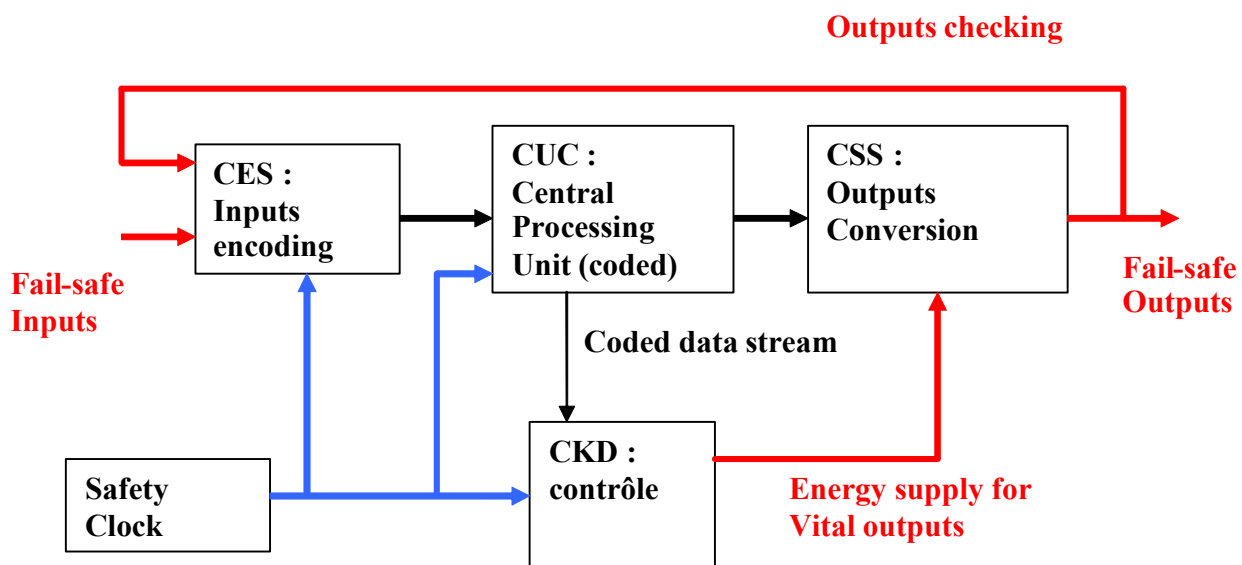 Outputs checking
CES :
Inputs
encoding
CUC :
Central
Processing
Unit (coded)
CSS :
Outputs
Conversion
Fail-safe
Inputs
Fail-safe
Outputs
Coded data stream
Safety
Clock
CKD :
contrôle
Energy supply for
Vital outputs